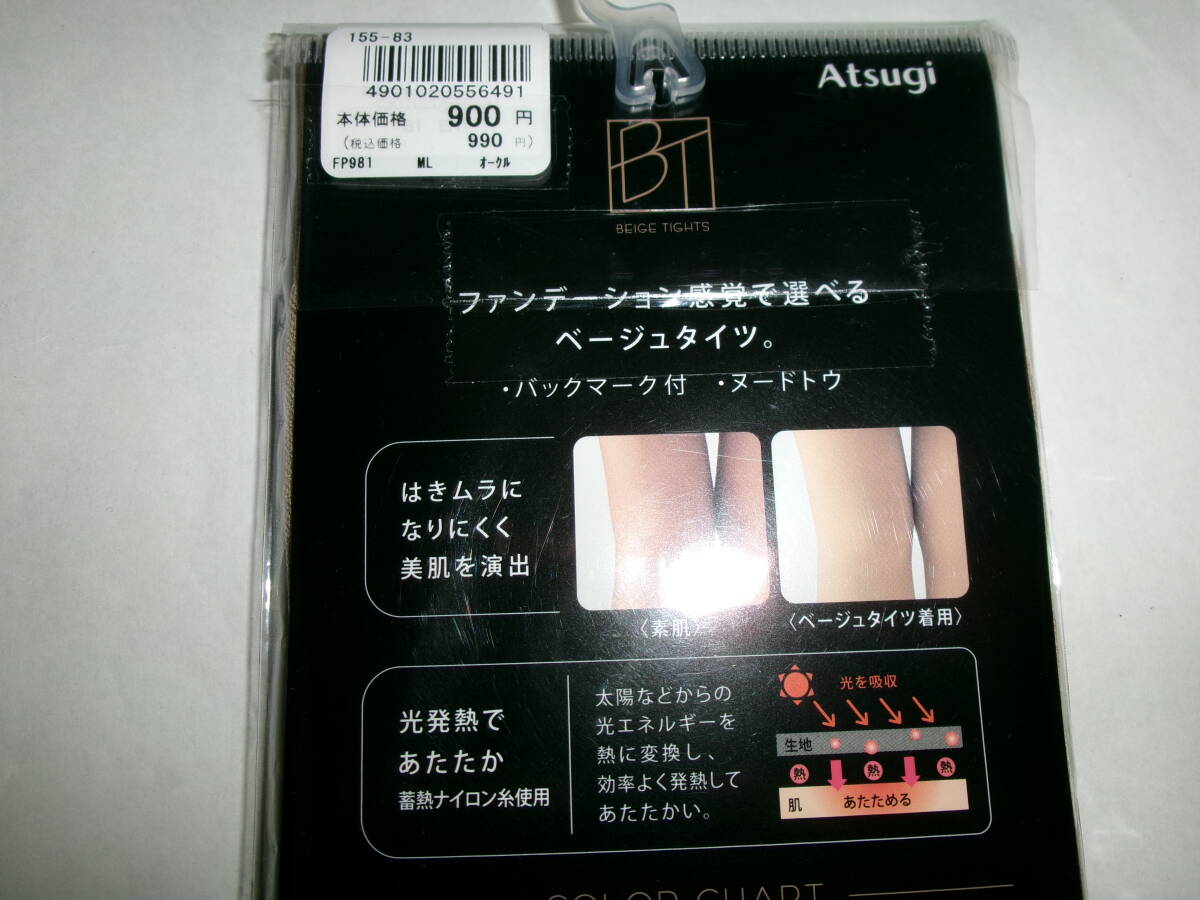 155-83
4901020556491
本体価格 900 円
(税込価格 990 円)
FP981 ML オークル
Atsugi
BT
BEIGE TIGHTS
ファンデーション感覚で選べる
ベージュタイツ。
・バックマーク付 ・ヌードトウ
はきムラに
なりにくく
美肌を演出
〈素肌〉
〈ベージュタイツ着用〉
光発熱で
あたたか
蓄熱ナイロン糸使用
太陽などからの
光エネルギーを
熱に変換し、
効率よく発熱して
あたたかい。
光を吸収
生地
熱 熱 熱
肌 あたためる
COLOR CHART